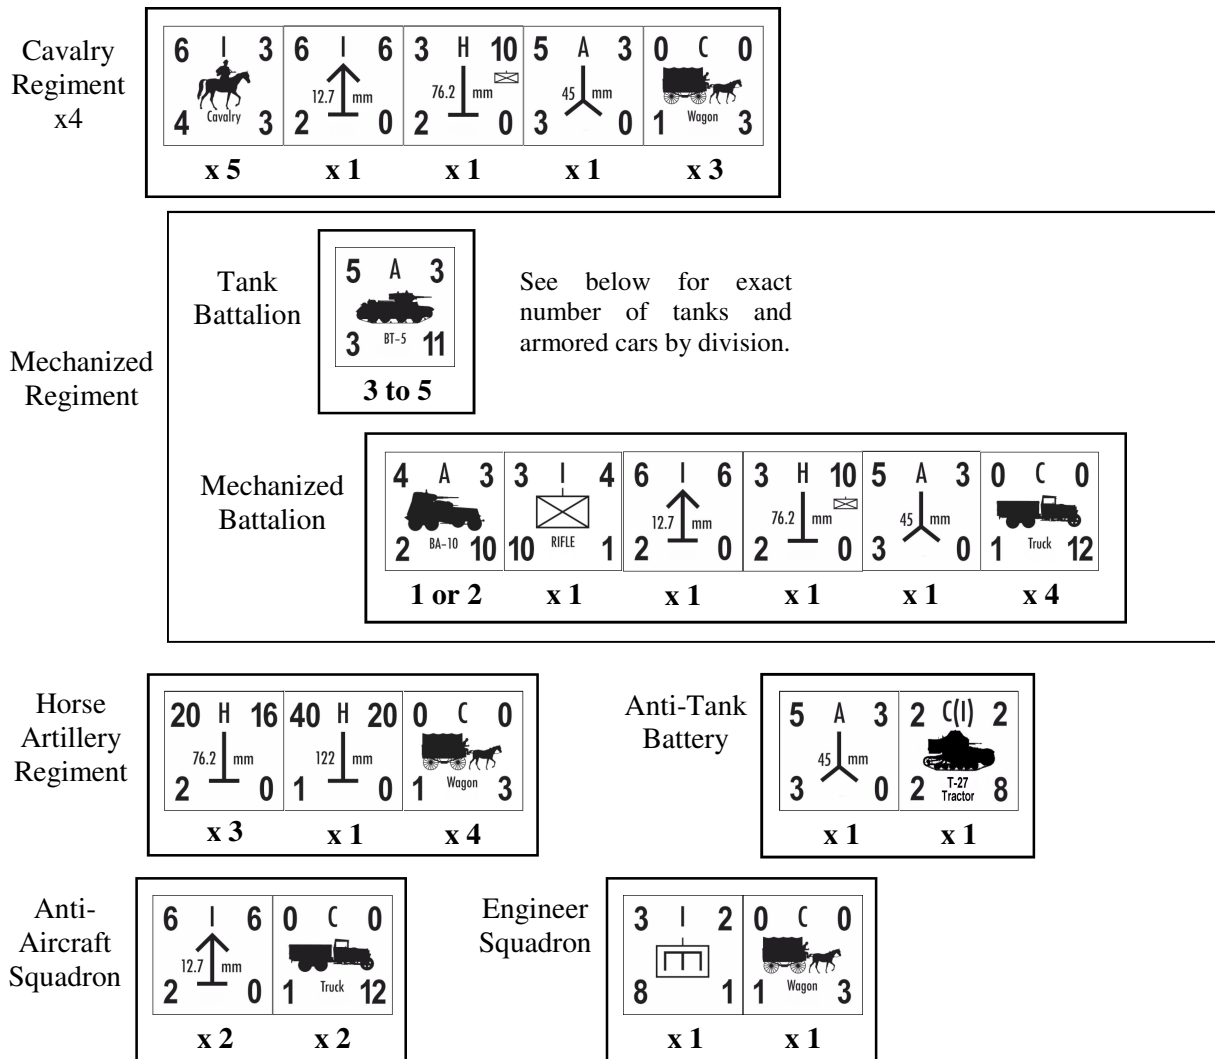 Cavalry
Regiment
x4
6 I 3
Cavalry
4 3
x 5
6 I 6
12.7 mm
2 0
x 1
3 H 10
76.2 mm
2 0
x 1
5 A 3
45 mm
3 0
x 1
0 C 0
Wagon
1 3
x 3
Mechanized
Regiment
Tank
Battalion
5 A 3
BT-5
3 11
3 to 5
See below for exact
number of tanks and
armored cars by division.
Mechanized
Battalion
4 A 3
BA-10
2 10
1 or 2
3 I 4
RIFLE
10 1
x 1
6 I 6
12.7 mm
2 0
x 1
3 H 10
76.2 mm
2 0
x 1
5 A 3
45 mm
3 0
x 1
0 C 0
Truck
1 12
x 4
Horse
Artillery
Regiment
20 H 16
76.2 mm
2 0
x 3
40 H 20
122 mm
1 0
x 1
0 C 0
Wagon
1 3
x 4
Anti-Tank
Battery
5 A 3
45 mm
3 0
x 1
2 C(I) 2
T-27
Tractor
2 8
x 1
Anti-
Aircraft
Squadron
6 I 6
12.7 mm
2 0
x 2
0 C 0
Truck
1 12
x 2
Engineer
Squadron
3 I 2
8 1
x 1
0 C 0
Wagon
1 3
x 1